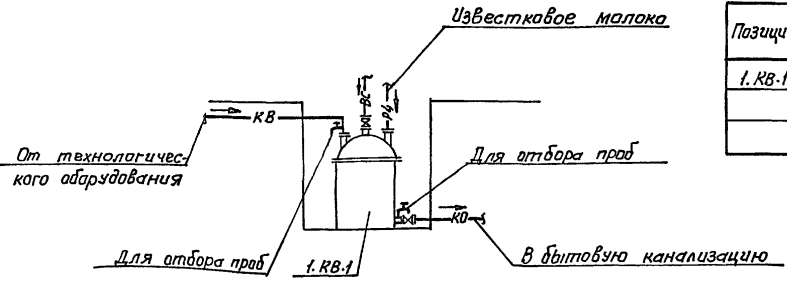 Известковое молоко
Позици
1.КВ-1
ВС
Р4
КВ
От технологичес-
кого оборудования
Для отбора проб
КО
Для отбора проб
1.КВ-1
В бытовую канализацию